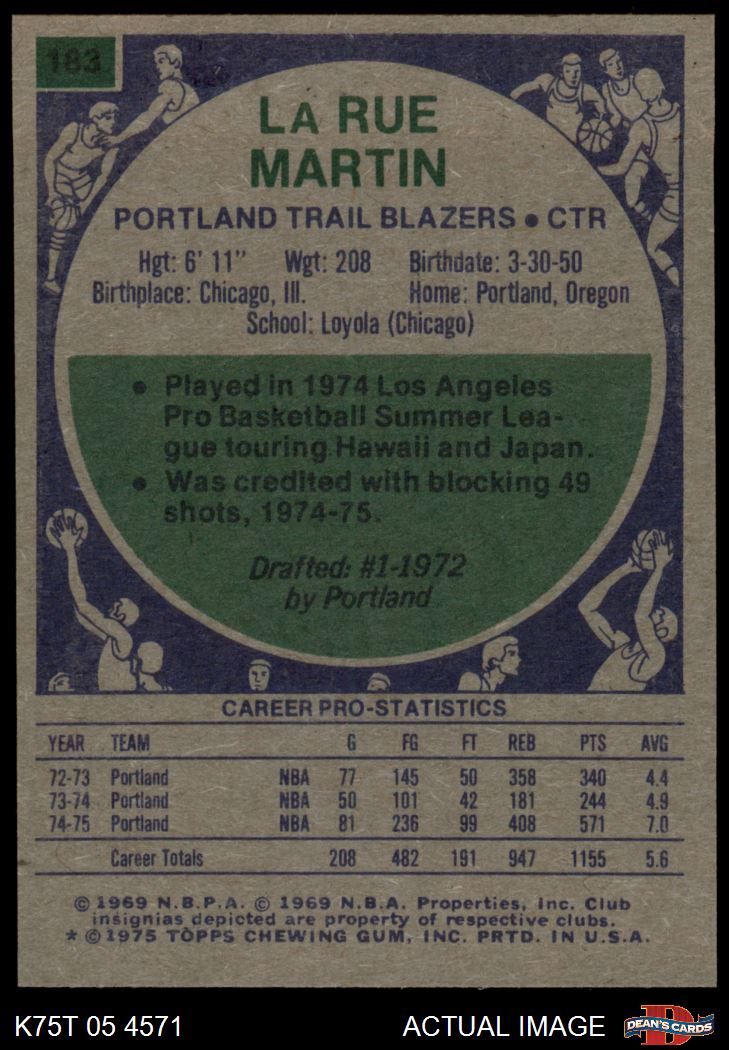 183
LA RUE
MARTIN
PORTLAND TRAIL BLAZERS • CTR
Hgt: 6' 11" Wgt: 208 Birthdate: 3-30-50
Birthplace: Chicago, Ill. Home: Portland, Oregon
School: Loyola (Chicago)
• Played in 1974 Los Angeles
Pro Basketball Summer Lea-
gue touring Hawaii and Japan.
• Was credited with blocking 49
shots, 1974-75.
Drafted: #1-1972
by Portland
CAREER PRO-STATISTICS
YEAR TEAM G FG FT REB PTS AVG
72-73 Portland NBA 77 145 50 358 340 4.4
73-74 Portland NBA 50 101 42 181 244 4.9
74-75 Portland NBA 81 236 99 408 571 7.0
Career Totals 208 482 191 947 1155 5.6
© 1969 N.B.P.A. © 1969 N.B.A. Properties, Inc. Club
insignias depicted are property of respective clubs.
* © 1975 TOPPS CHEWING GUM, INC. PRTD. IN U.S.A.
K75T 05 4571 ACTUAL IMAGE D DEAN'S CARDS